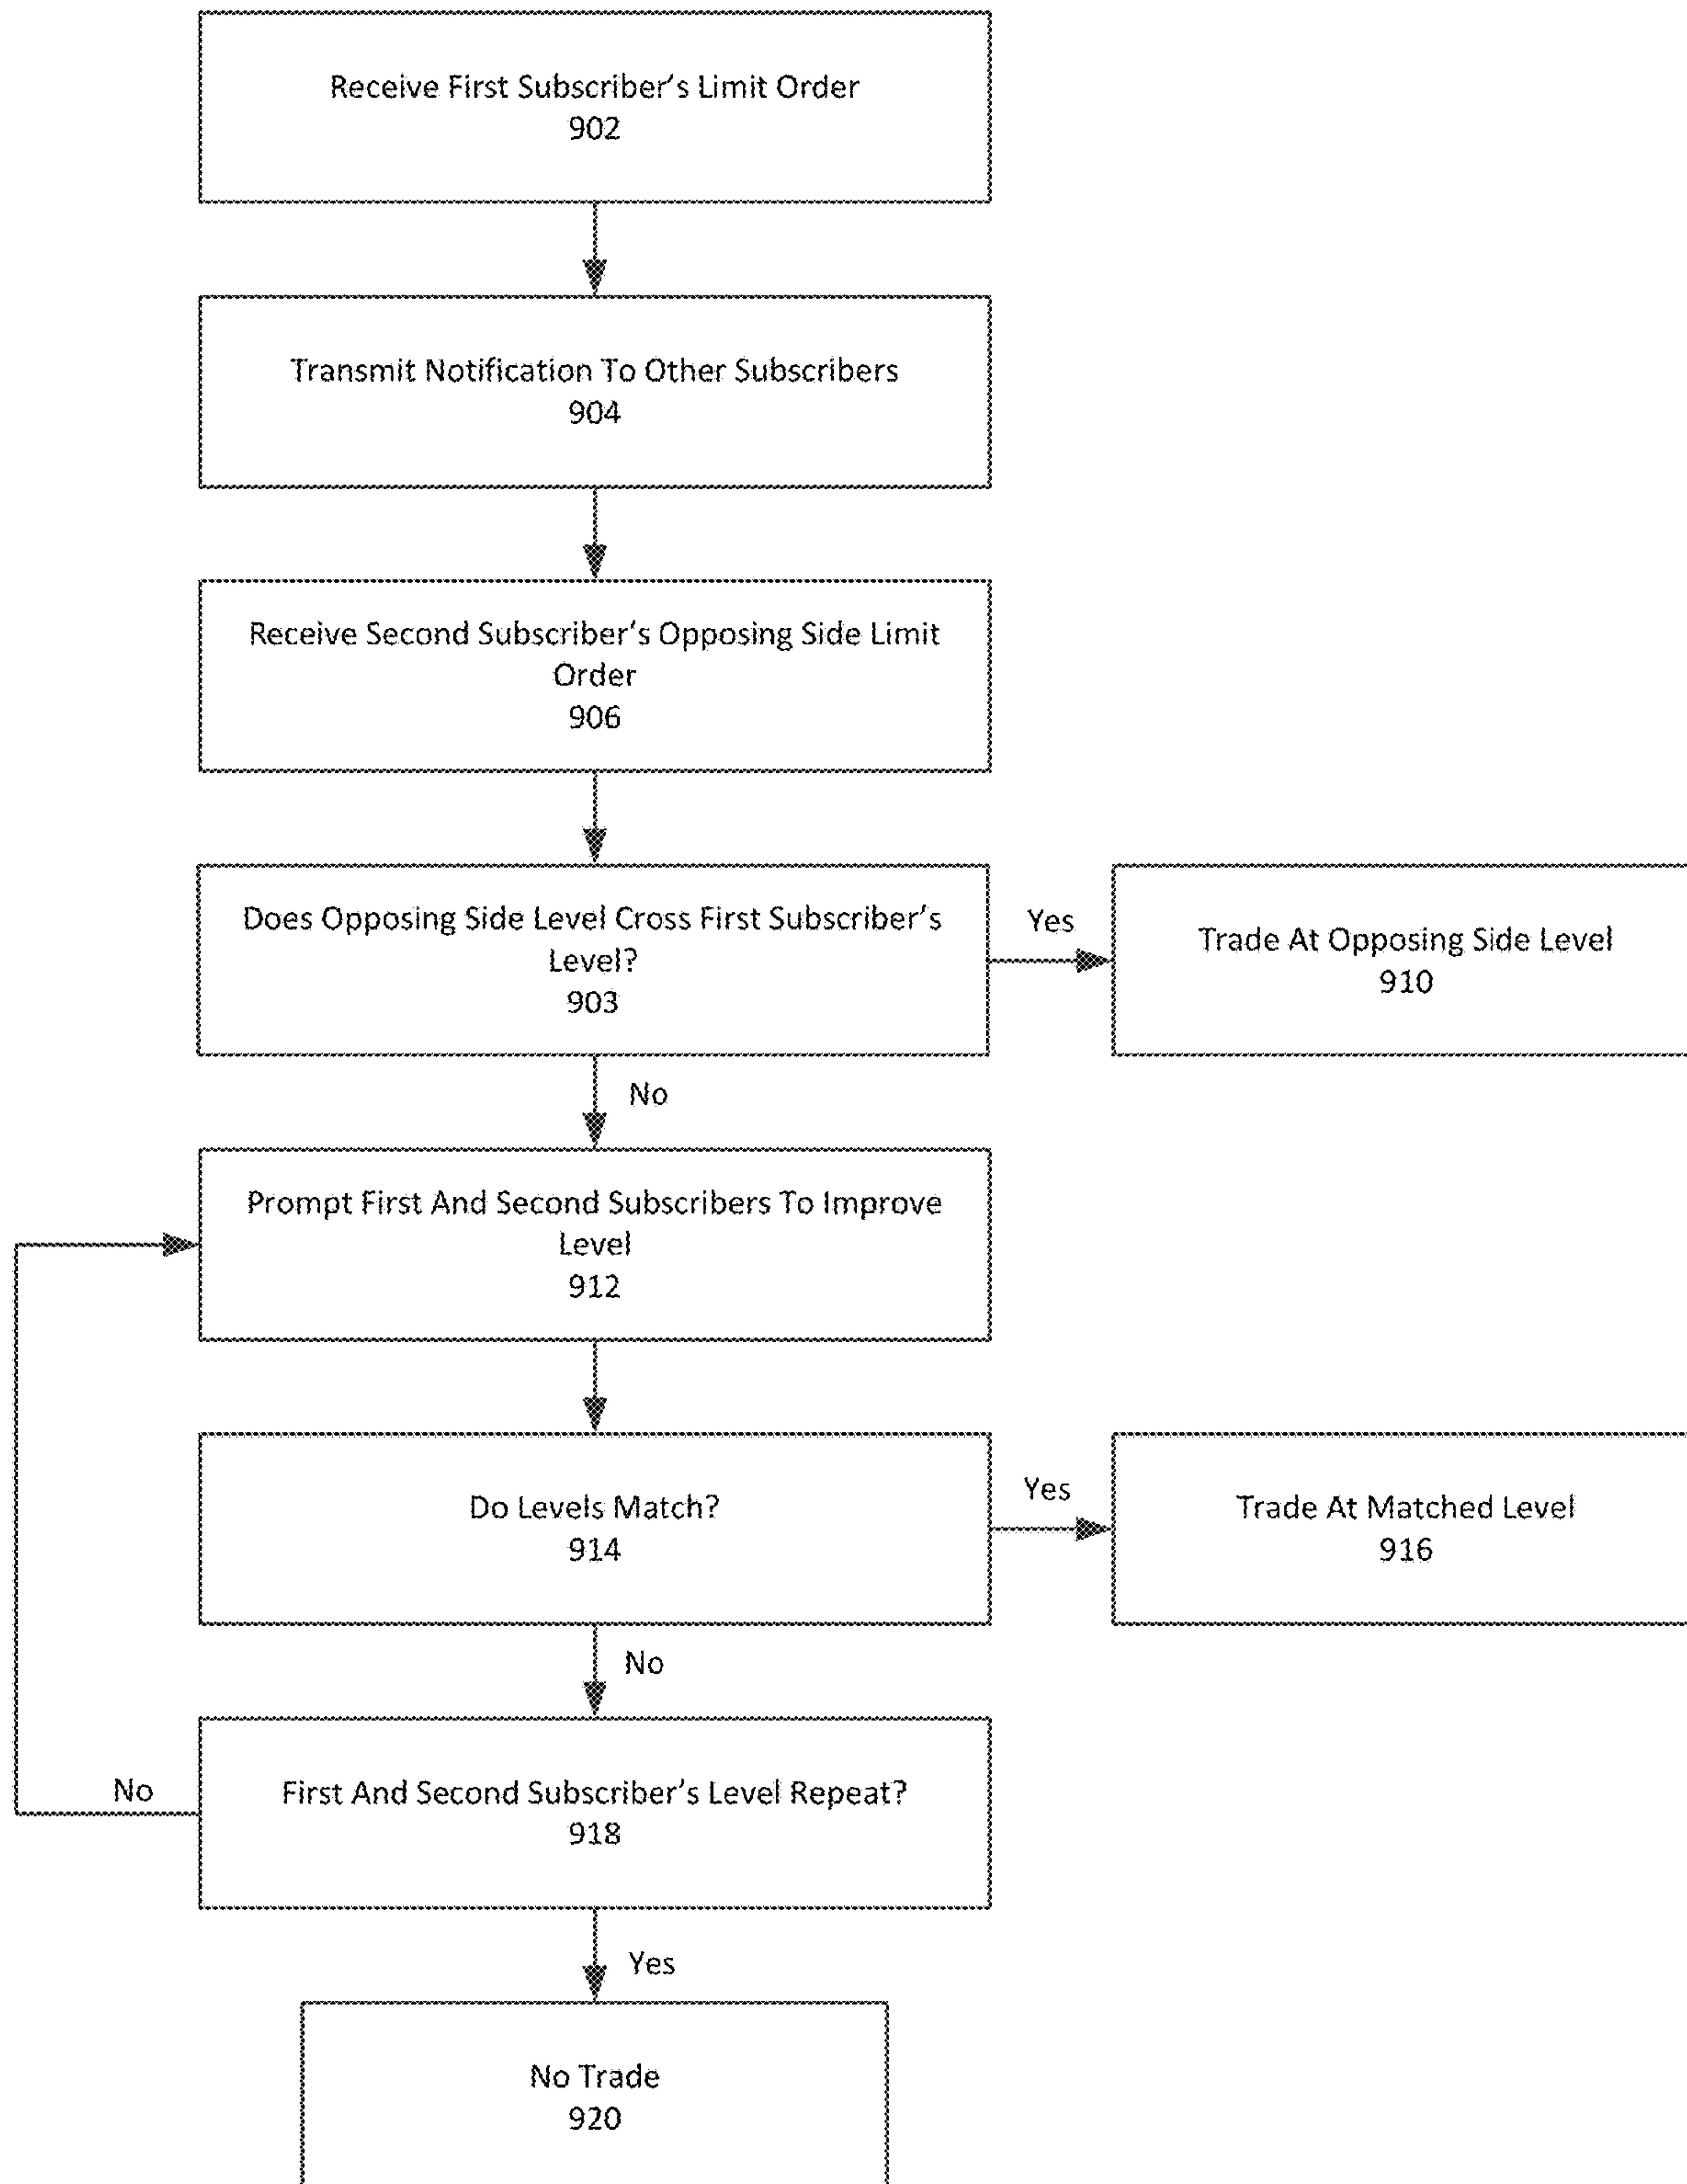 Receive First Subscriber's Limit Order
902
Transmit Notification To Other Subscribers
904
Receive Second Subscriber's Opposing Side Limit
Order
906
Does Opposing Side Level Cross First Subscriber's
Level?
903
Yes
Trade At Opposing Side Level
910
No
Prompt First And Second Subscribers To Improve
Level
912
Do Levels Match?
914
Yes
Trade At Matched Level
916
No
First And Second Subscriber's Level Repeat?
918
No
Yes
No Trade
920